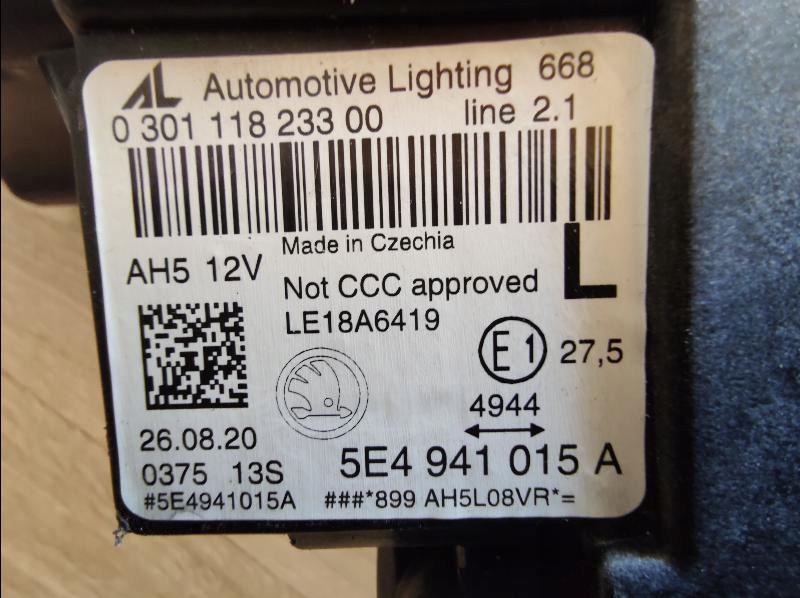 AL Automotive Lighting 668
0 301 118 233 00 line 2.1
Made in Czechia
AH5 12V
L
Not CCC approved
LE18A6419
E1 27,5
4944
26.08.20
5E4 941 015 A
0375 13S
#5E4941015A ###*899 AH5L08VR*=